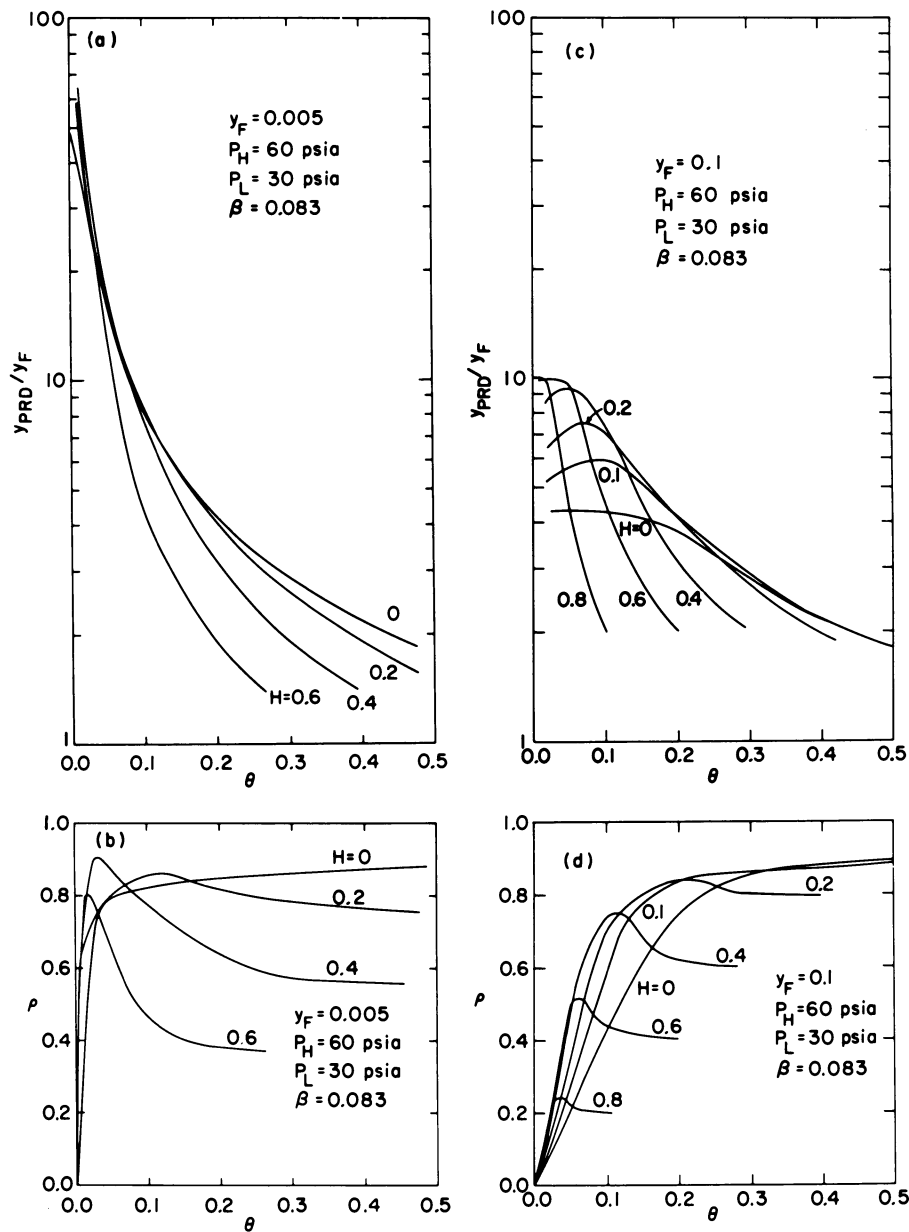 (a)
100
10
1
y_PRD/y_F
y_F = 0.005
P_H = 60 psia
P_L = 30 psia
β = 0.083
0
0.2
0.4
H=0.6
0.0 0.1 0.2 0.3 0.4 0.5
θ
(c)
100
10
1
y_PRD/y_F
y_F = 0.1
P_H = 60 psia
P_L = 30 psia
β = 0.083
0.2
0.1
H=0
0.8
0.6
0.4
0.0 0.1 0.2 0.3 0.4 0.5
θ
(b)
1.0
0.8
0.6
0.4
0.2
0.0
ρ
H=0
0.2
0.4
0.6
y_F = 0.005
P_H = 60 psia
P_L = 30 psia
β = 0.083
0.0 0.1 0.2 0.3 0.4 0.5
θ
(d)
1.0
0.8
0.6
0.4
0.2
0.0
ρ
0.2
0.1
0.4
H=0
0.6
0.8
y_F = 0.1
P_H = 60 psia
P_L = 30 psia
β = 0.083
0.0 0.1 0.2 0.3 0.4 0.5
θ